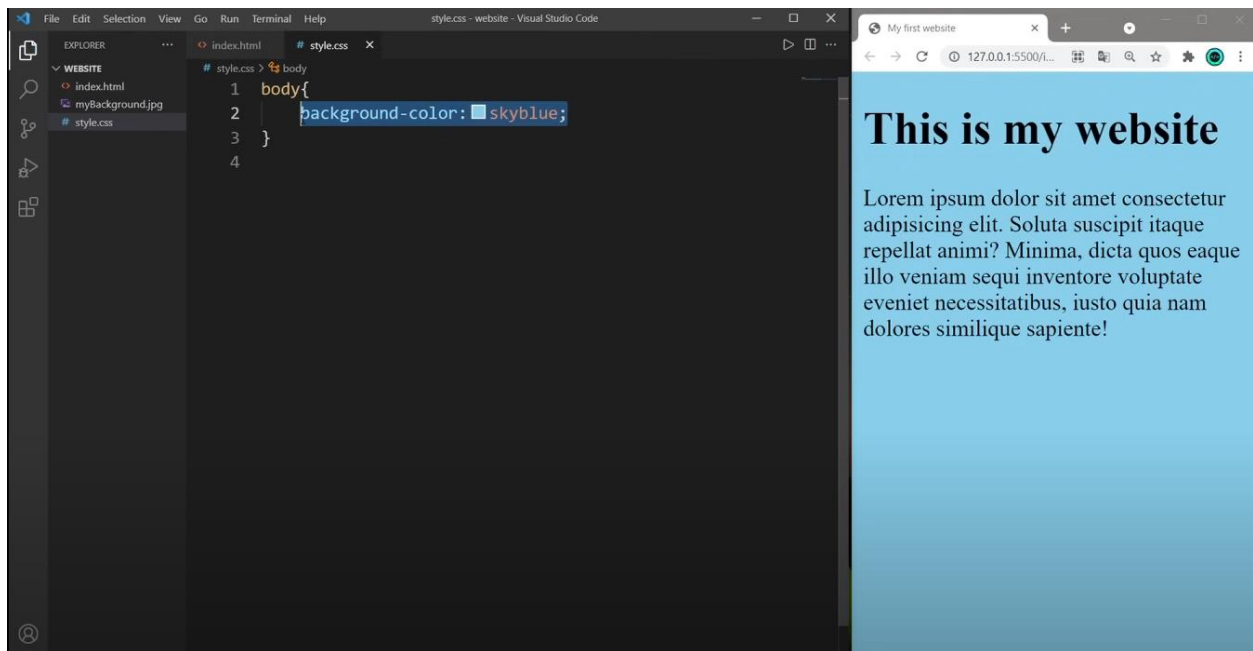 File Edit Selection View Go Run Terminal Help
style.css - website - Visual Studio Code
EXPLORER
WEBSITE
index.html
myBackground.jpg
# style.css
index.html
# style.css
# style.css > body
1 body{
2 background-color: skyblue;
3 }
4
My first website
127.0.0.1:5500/i...
This is my website
Lorem ipsum dolor sit amet consectetur
adipisicing elit. Soluta suscipit itaque
repellat animi? Minima, dicta quos eaque
illo veniam sequi inventore voluptate
eveniet necessitatibus, iusto quia nam
dolores similique sapiente!